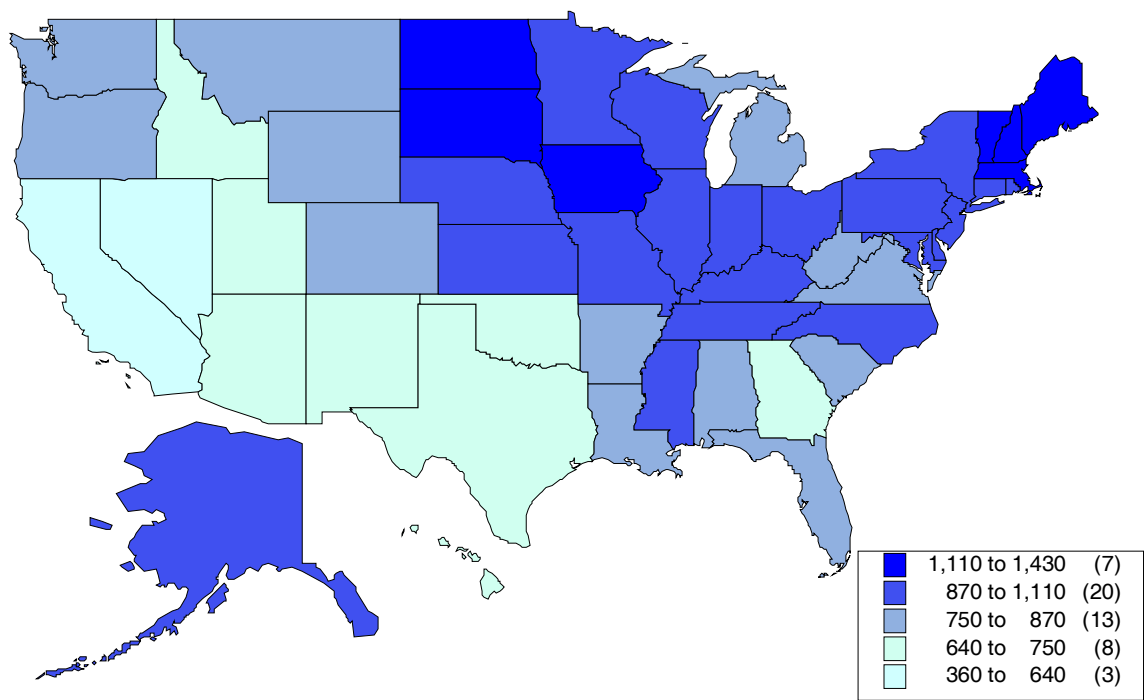 1,110 to 1,430 (7)
870 to 1,110 (20)
750 to 870 (13)
640 to 750 (8)
360 to 640 (3)